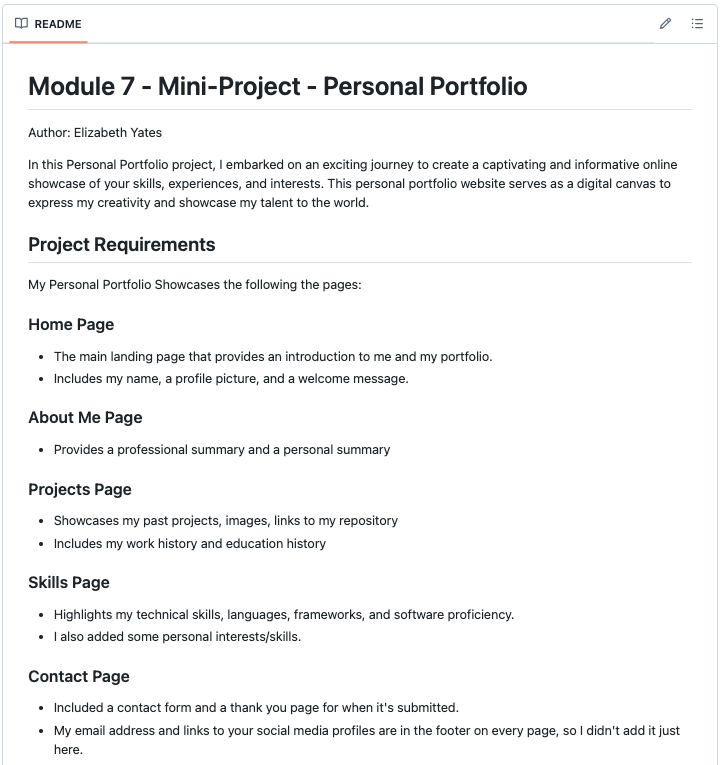 README
Module 7 - Mini-Project - Personal Portfolio
Author: Elizabeth Yates
In this Personal Portfolio project, I embarked on an exciting journey to create a captivating and informative online
showcase of your skills, experiences, and interests. This personal portfolio website serves as a digital canvas to
express my creativity and showcase my talent to the world.
Project Requirements
My Personal Portfolio Showcases the following the pages:
Home Page
• The main landing page that provides an introduction to me and my portfolio.
• Includes my name, a profile picture, and a welcome message.
About Me Page
• Provides a professional summary and a personal summary
Projects Page
• Showcases my past projects, images, links to my repository
• Includes my work history and education history
Skills Page
• Highlights my technical skills, languages, frameworks, and software proficiency.
• I also added some personal interests/skills.
Contact Page
• Included a contact form and a thank you page for when it's submitted.
• My email address and links to your social media profiles are in the footer on every page, so I didn't add it just
here.